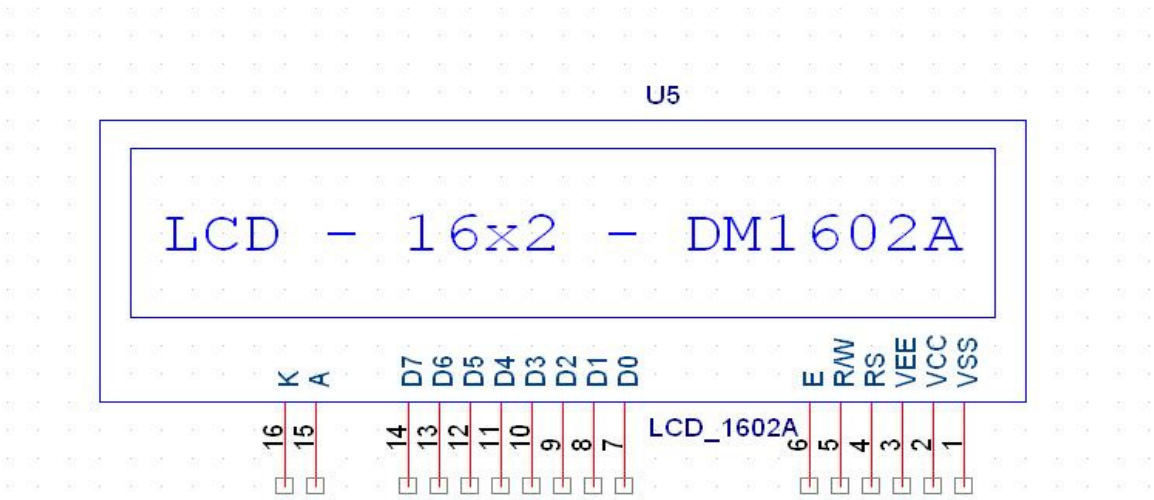 U5
LCD - 16x2 - DM1602A
K A D7 D6 D5 D4 D3 D2 D1 D0 E R/W RS VEE VCC VSS
LCD_1602A
16 15 14 13 12 11 10 9 8 7 6 5 4 3 2 1